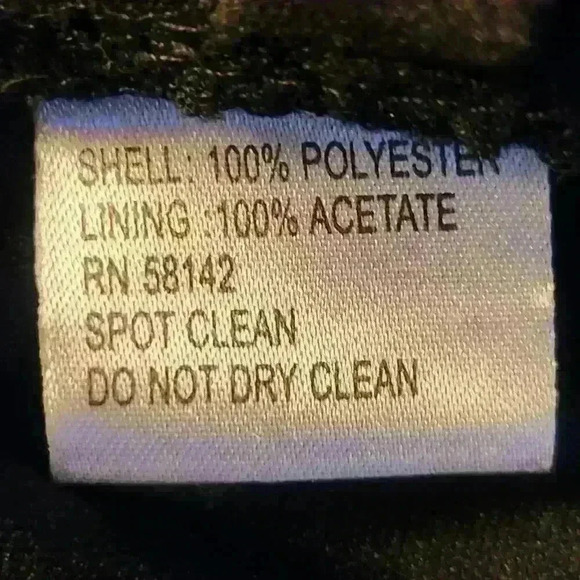 SHELL: 100% POLYESTER
LINING :100% ACETATE
RN 58142
SPOT CLEAN
DO NOT DRY CLEAN